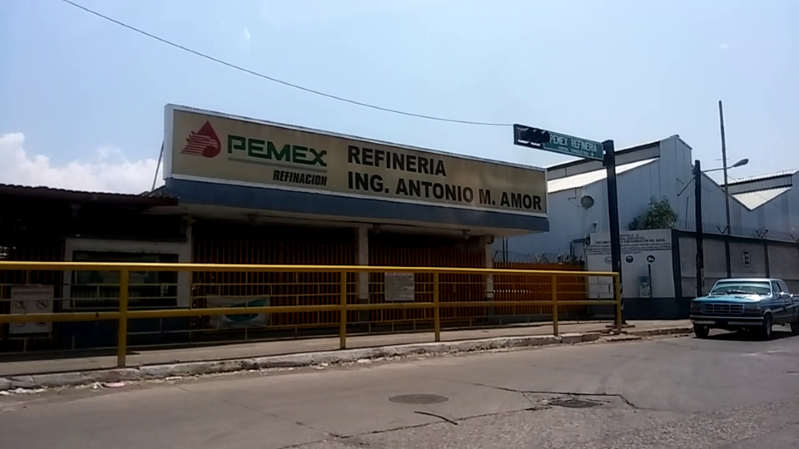 PEMEX
REFINACION
REFINERIA
ING. ANTONIO M. AMOR
PEMEX REFINERIA